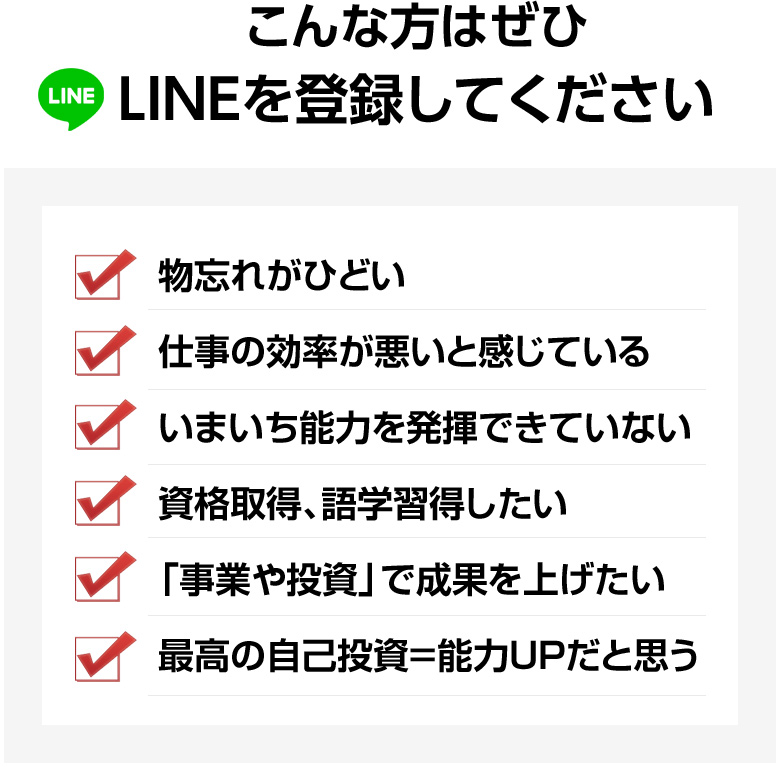 こんな方はぜひ
LINE LINEを登録してください
物忘れがひどい
仕事の効率が悪いと感じている
いまいち能力を発揮できていない
資格取得、語学習得したい
「事業や投資」で成果を上げたい
最高の自己投資=能力UPだと思う